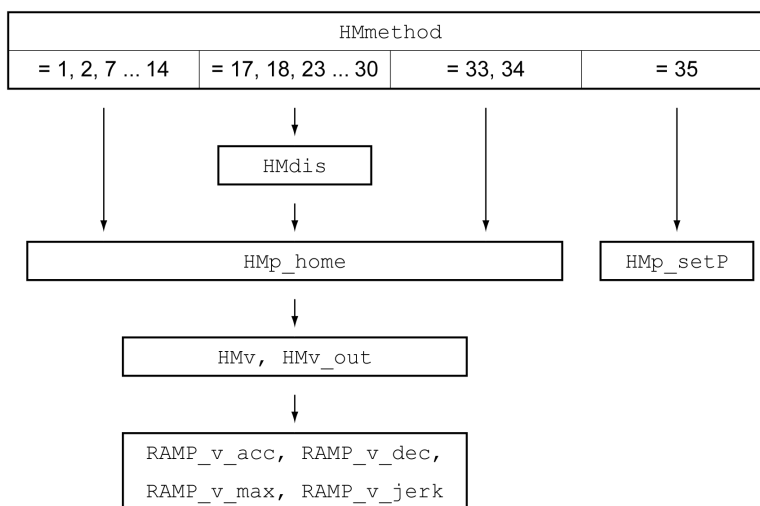 HMmethod
= 1, 2, 7 ... 14
= 17, 18, 23 ... 30
= 33, 34
= 35
HMdis
HMp_home
HMp_setP
HMv, HMv_out
RAMP_v_acc, RAMP_v_dec,
RAMP_v_max, RAMP_v_jerk